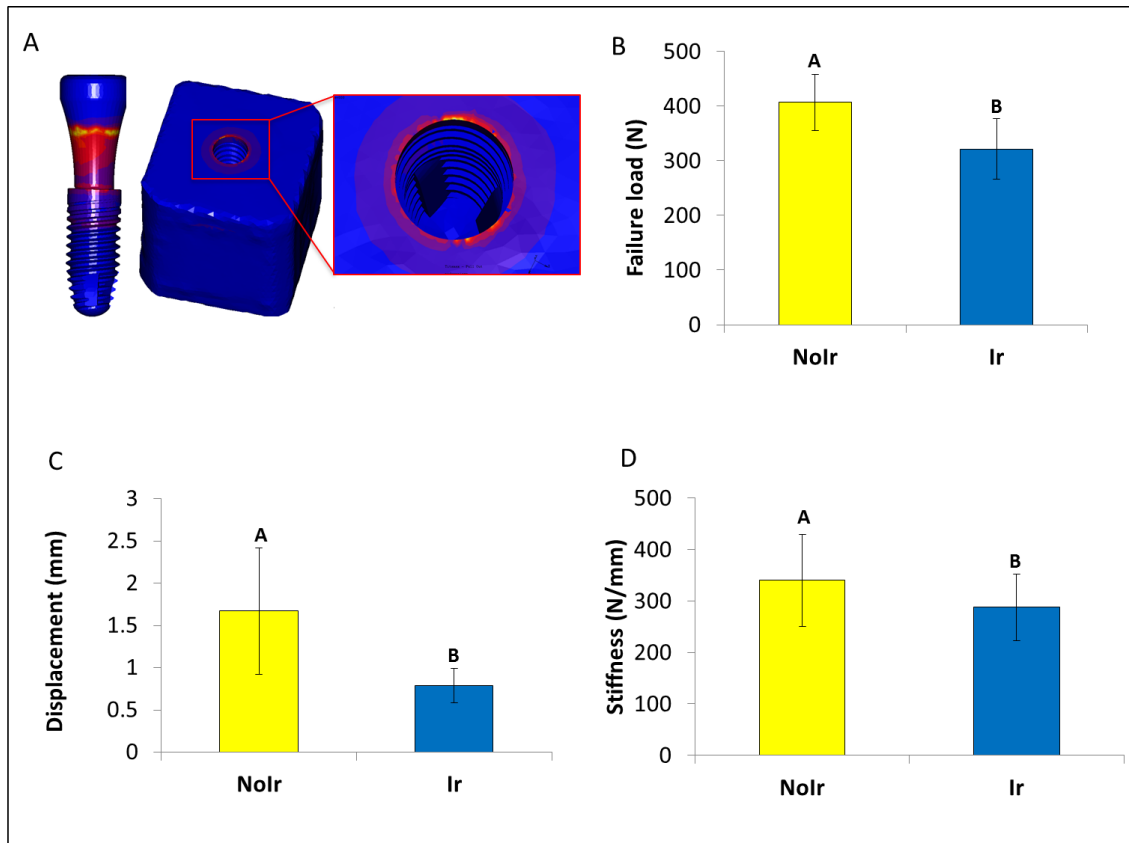 A
B
Failure load (N)
500
400
300
200
100
0
A
B
NoIr
Ir
C
Displacement (mm)
3
2.5
2
1.5
1
0.5
0
A
B
NoIr
Ir
D
Stiffness (N/mm)
500
400
300
200
100
0
A
B
NoIr
Ir